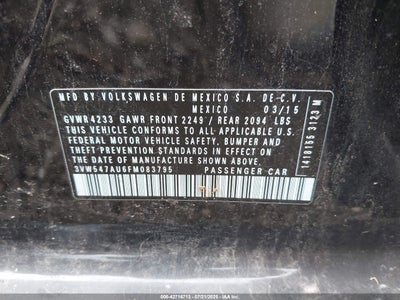 MFD BY VOLKSWAGEN DE MEXICO S.A. DE C.V.
MEXICO 03/15
GVWR 4233 GAWR FRONT 2249 / REAR 2094 LBS
THIS VEHICLE CONFORMS TO ALL APPLICABLE U.S.
FEDERAL MOTOR VEHICLE SAFETY, BUMPER AND
THEFT PREVENTION STANDARDS IN EFFECT ON THE
DATE OF MANUFACTURE SHOWN ABOVE.
3VW547AU6FM083795 PASSENGER CAR